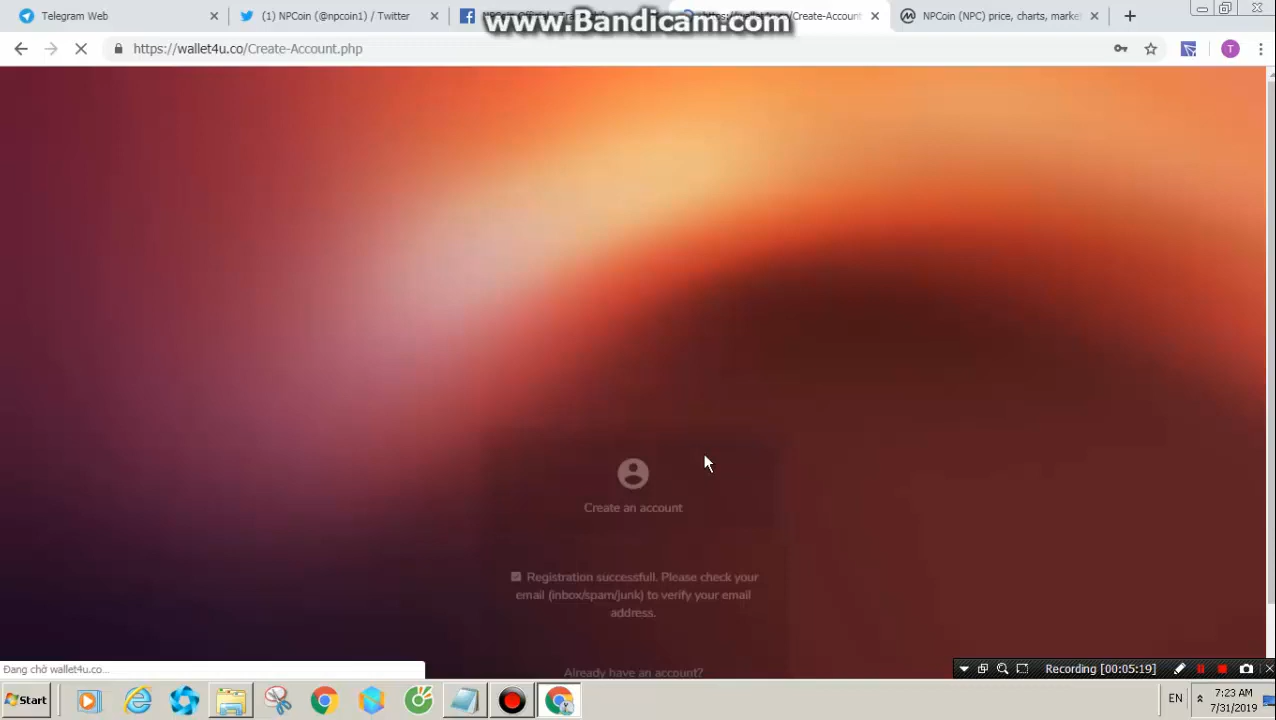 www.Bandicam.com
Telegram Web
(1) NPCoin (@npcoin1) / Twitter
/Create-Account
NPCoin (NPC) price, charts, marke
https://wallet4u.co/Create-Account.php
T
Create an account
Registration successfull. Please check your
email (inbox/spam/junk) to verify your email
address.
Already have an account?
Đang chờ wallet4u.co...
Recording [0:05:19]
Start
EN
7:23 AM
7/31/2019